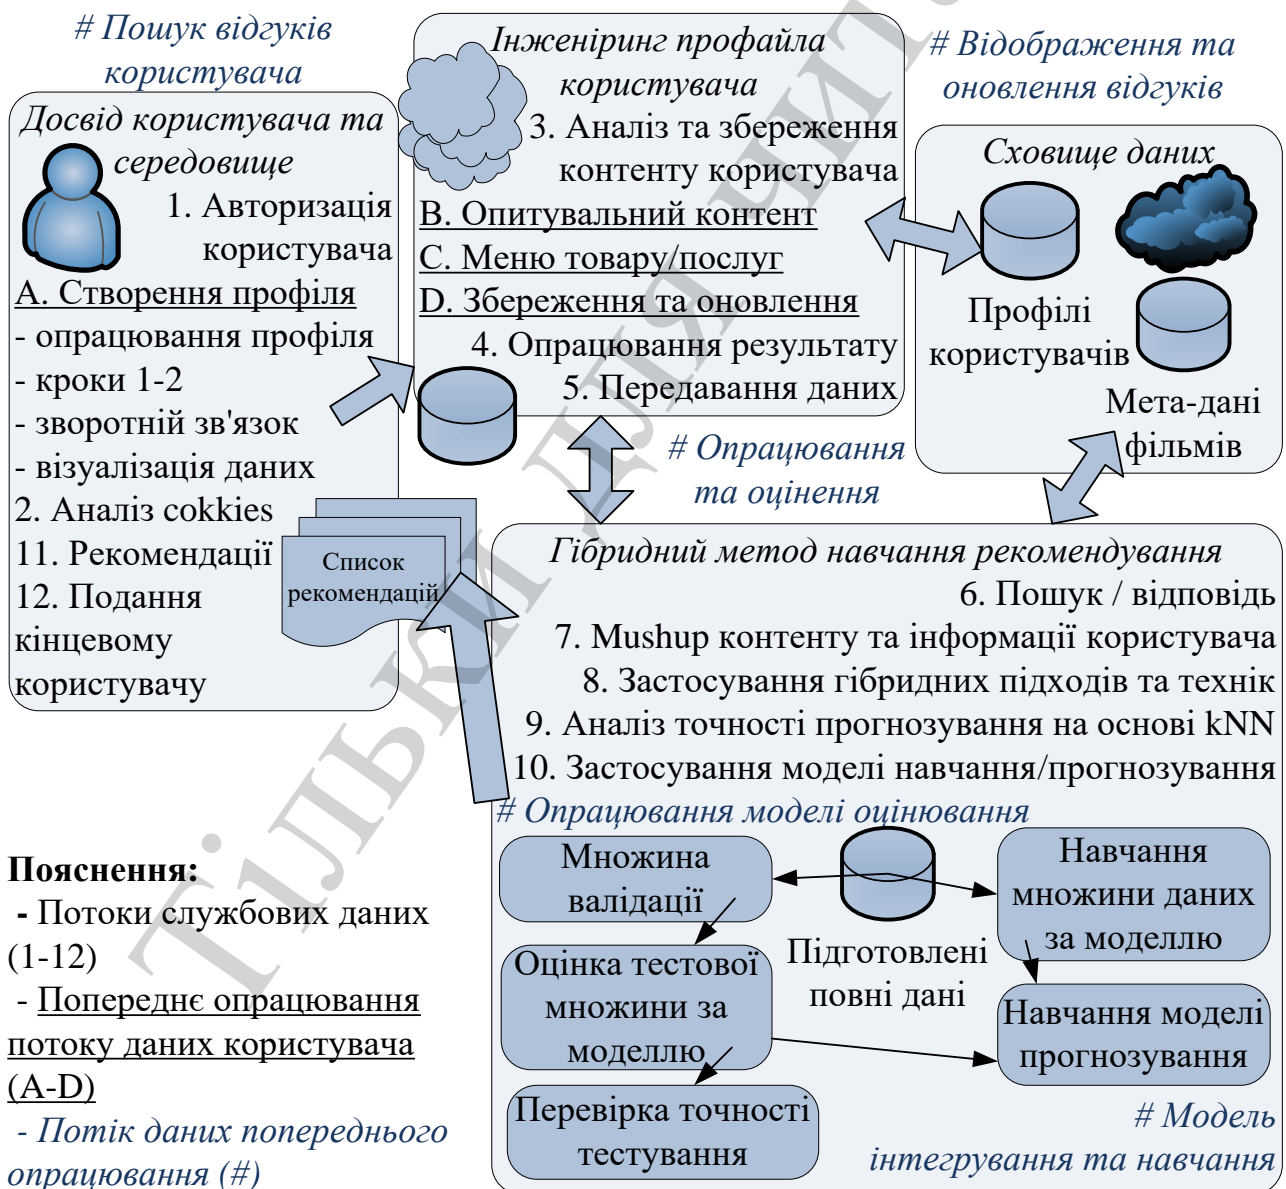 # Пошук відгуків
користувача
Досвід користувача та
середовище
1. Авторизація
користувача
А. Створення профіля
- опрацювання профіля
- кроки 1-2
- зворотній зв'язок
- візуалізація даних
2. Аналіз cokkies
11. Рекомендації
12. Подання
кінцевому
користувачу
Список
рекомендацій
Інженіринг профайла
користувача
3. Аналіз та збереження
контенту користувача
B. Опитувальний контент
C. Меню товару/послуг
D. Збереження та оновлення
4. Опрацювання результату
5. Передавання даних
# Відображення та
оновлення відгуків
Сховище даних
Профілі
користувачів
Мета-дані
фільмів
# Опрацювання
та оцінення
Гібридний метод навчання рекомендування
6. Пошук / відповідь
7. Mushup контенту та інформації користувача
8. Застосування гібридних підходів та технік
9. Аналіз точності прогнозування на основі kNN
10. Застосування моделі навчання/прогнозування
# Опрацювання моделі оцінювання
Множина
валідації
Навчання
множини даних
за моделлю
Підготовлені
повні дані
Оцінка тестової
множини за
моделлю
Навчання моделі
прогнозування
Перевірка точності
тестування
# Модель
інтегрування та навчання
Пояснення:
- Потоки службових даних
(1-12)
- Попереднє опрацювання
потоку даних користувача
(A-D)
- Потік даних попереднього
опрацювання (#)
Тільки для чит